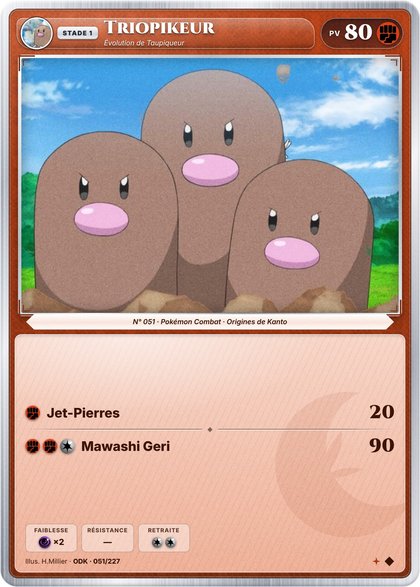 STADE 1
TRIOPIKEUR
Évolution de Taupiqueur
PV 80
N° 051 · Pokémon Combat · Origines de Kanto
Jet-Pierres 20
Mawashi Geri 90
FAIBLESSE RÉSISTANCE RETRAITE
×2 —
Illus. H.Millier · ODK · 051/227